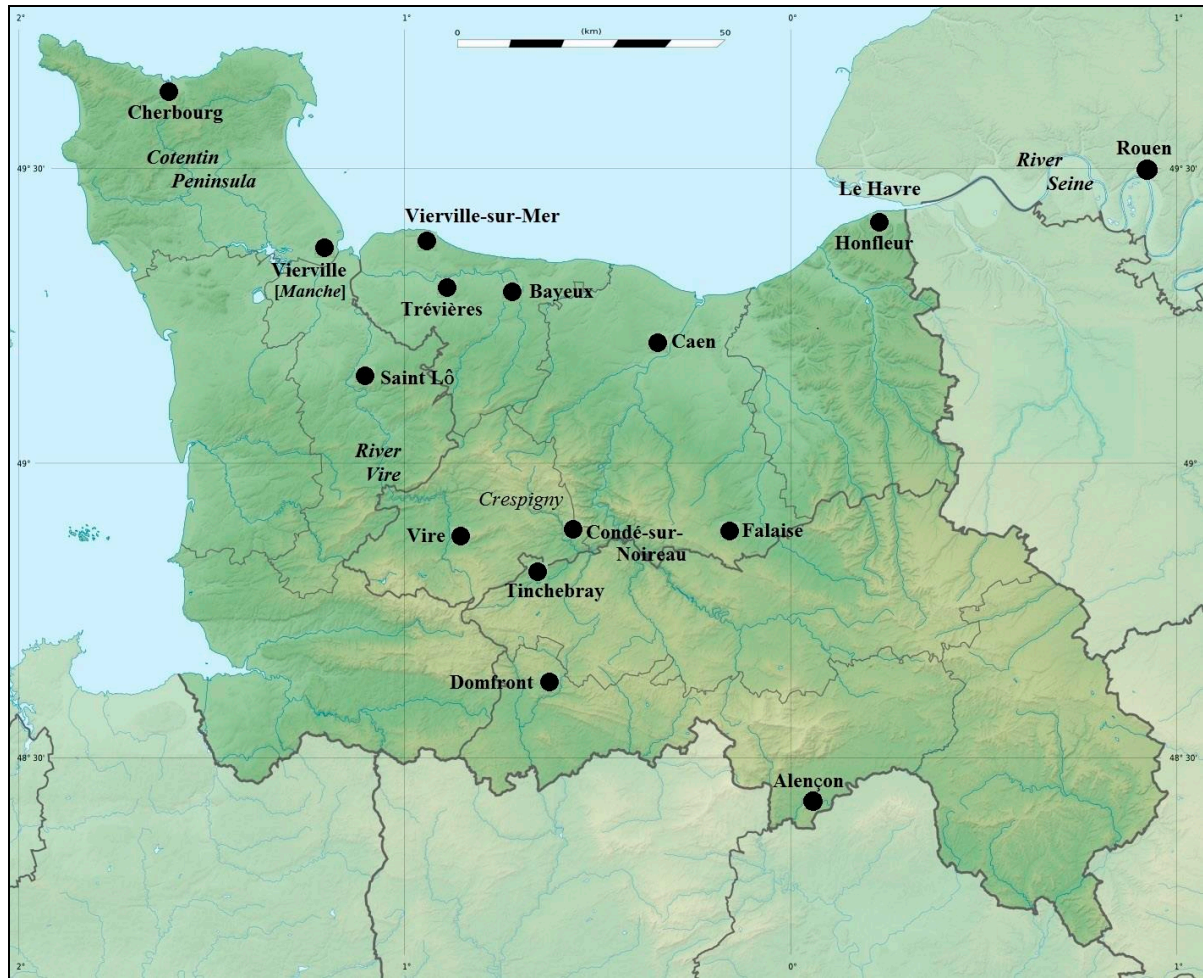 2°
1°
0°
1°
(km)
0
50
Cherbourg
Cotentin
Peninsula
49° 30'
49° 30'
Rouen
River
Seine
Le Havre
Honfleur
Vierville-sur-Mer
Vierville
[Manche]
Trévières
Bayeux
Caen
Saint Lô
River
Vire
49°
49°
Crespigny
Vire
Condé-sur-
Noireau
Falaise
Tinchebray
Domfront
48° 30'
48° 30'
Alençon
2°
1°
0°
1°